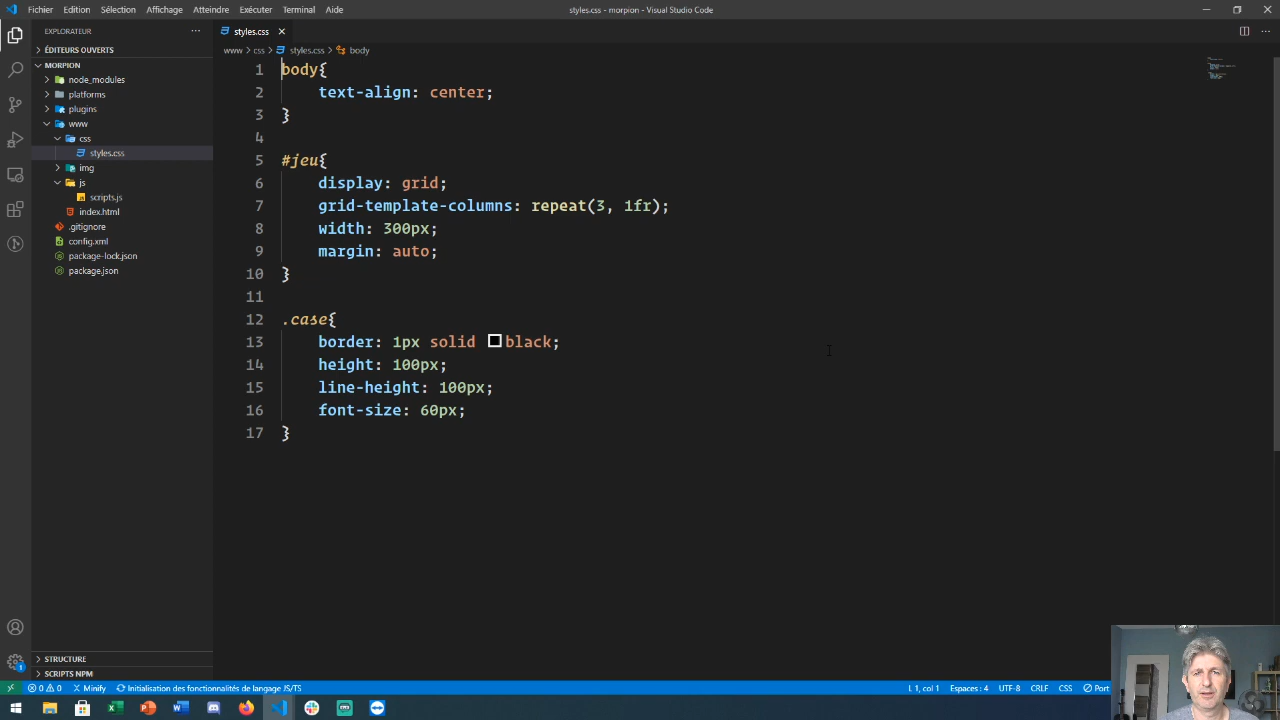 Fichier Edition Sélection Affichage Atteindre Exécuter Terminal Aide
styles.css - morpion - Visual Studio Code
EXPLORATEUR
ÉDITEURS OUVERTS
MORPION
node_modules
platforms
plugins
www
css
styles.css
img
js
scripts.js
index.html
.gitignore
config.xml
package-lock.json
package.json
STRUCTURE
SCRIPTS NPM
styles.css
www > css > styles.css > body
1 body{
2 text-align: center;
3 }
4
5 #jeu{
6 display: grid;
7 grid-template-columns: repeat(3, 1fr);
8 width: 300px;
9 margin: auto;
10 }
11
12 .case{
13 border: 1px solid black;
14 height: 100px;
15 line-height: 100px;
16 font-size: 60px;
17 }
0 0 Minify Initialisation des fonctionnalités de langage JS/TS L 1, col 1 Espaces : 4 UTF-8 CRLF CSS Port
1